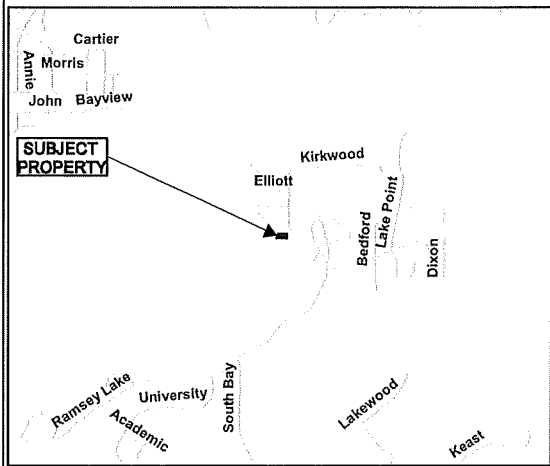 Cartier
Annie
Morris
John
Bayview
SUBJECT
PROPERTY
Kirkwood
Elliott
Bedford
Lake Point
Dixon
Ramsey Lake
University
Academic
South Bay
Lakewood
Keast